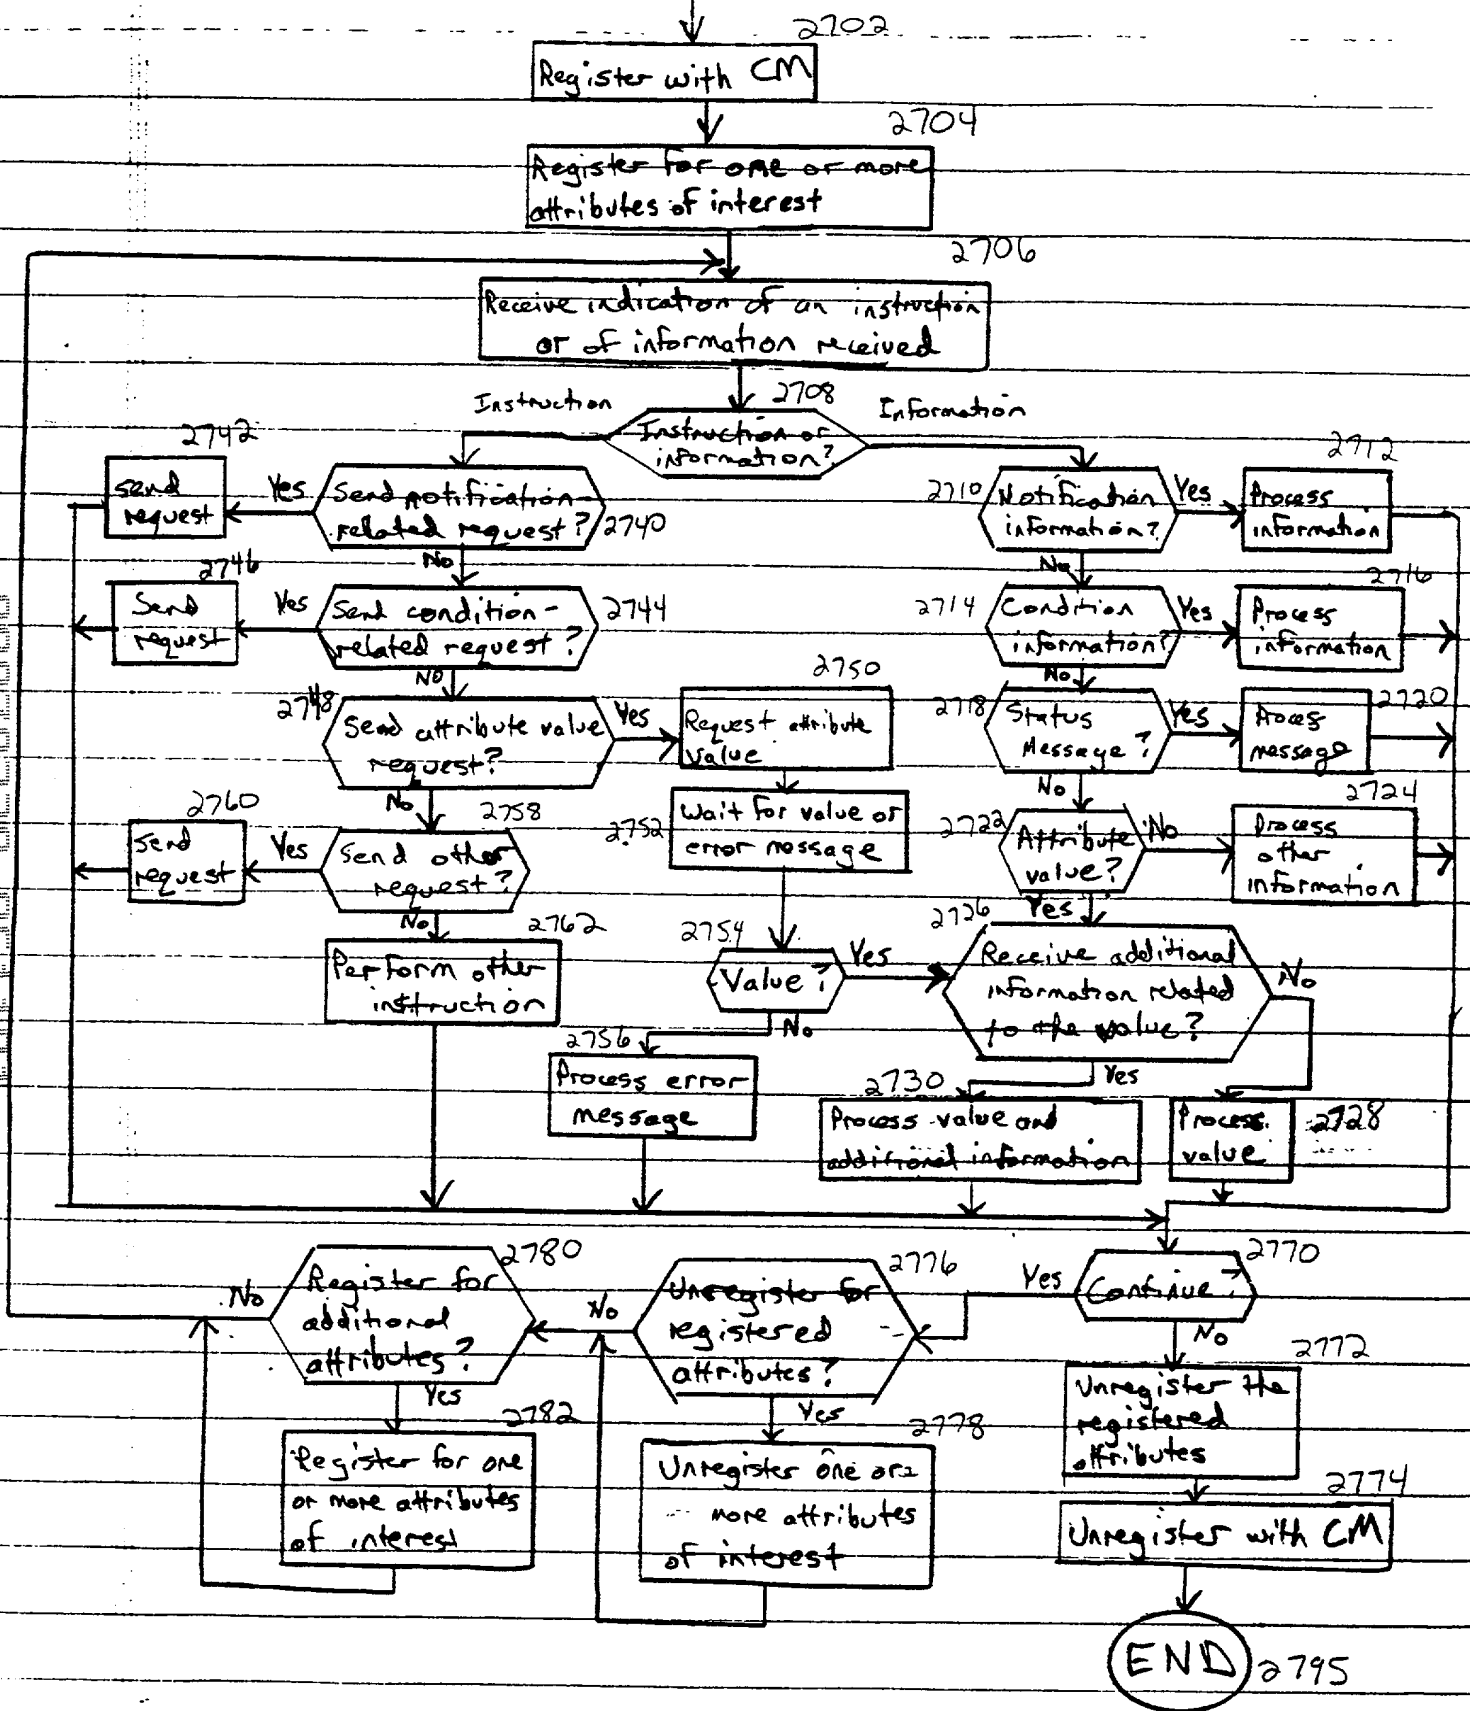 2702
Register with CM
2704
Register for one or more
attributes of interest
2706
Receive indication of an instruction
or of information received
2708
Instruction
Information
Instruction or
information?
2742
send
request
Yes
Send notification-
related request?
2740
No
2746
Send
request
Yes
Send condition-
related request?
2744
No
2748
Send attribute value
request?
Yes
No
2750
Request attribute
value
2752
Wait for value or
error message
2760
Send
request
Yes
2758
Send other
request?
No
2762
Perform other
instruction
2754
Value?
Yes
No
2756
Process error
message
2710
Notification
information?
Yes
2712
Process
information
No
2714
Condition
information?
Yes
2716
Process
information
No
2718
Status
Message?
Yes
2720
Process
message
No
2722
Attribute
value?
No
2724
Process
other
information
Yes
2726
Receive additional
information related
to the value?
No
Yes
2730
Process value and
additional information
Process
value
2728
2770
Continue?
Yes
No
2772
Unregister the
registered
attributes
2774
Unregister with CM
END
2795
2776
Unregister for
registered
attributes?
No
Yes
2778
Unregister one or
more attributes
of interest
2780
Register for
additional
attributes?
No
Yes
2782
Register for one
or more attributes
of interest